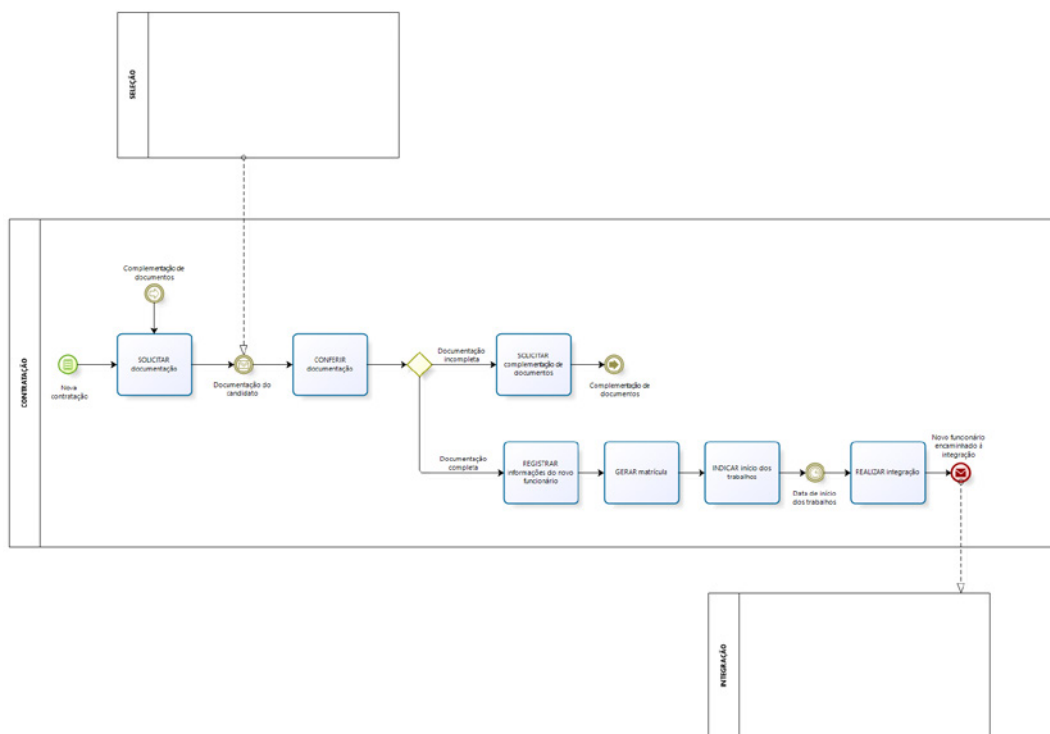 SELEÇÃO
CONTRATAÇÃO
Complementação de
documentos
Nova
contratação
SOLICITAR
documentação
Documentação do
candidato
CONFERIR
documentação
Documentação
incompleta
SOLICITAR
complementação de
documentos
Complementação de
documentos
Documentação
completa
REGISTRAR
informações do novo
funcionário
GERAR matrícula
INDICAR início dos
trabalhos
Data de início
dos trabalhos
REALIZAR integração
Novo funcionário
encaminhado à
integração
INTEGRAÇÃO